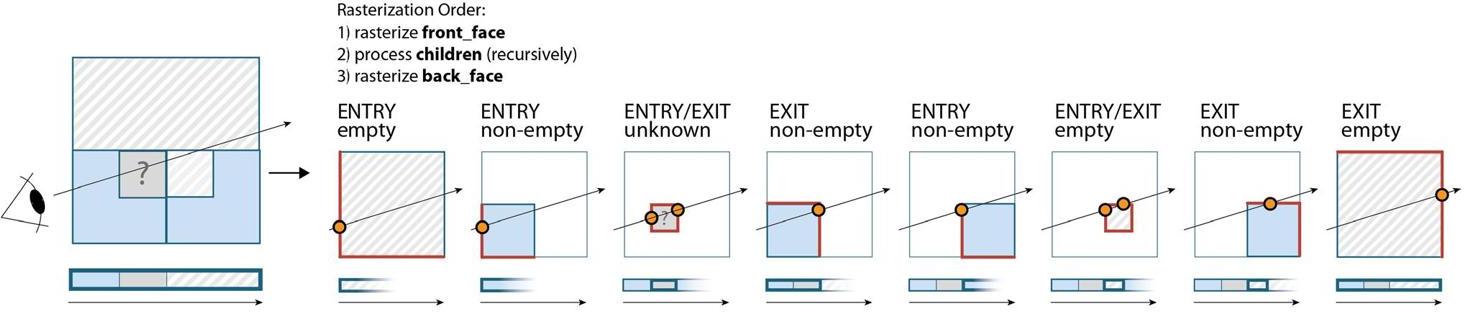 Rasterization Order:
1) rasterize front_face
2) process children (recursively)
3) rasterize back_face
ENTRY
empty
ENTRY
non-empty
ENTRY/EXIT
unknown
EXIT
non-empty
ENTRY
non-empty
ENTRY/EXIT
empty
EXIT
non-empty
EXIT
empty
?
?